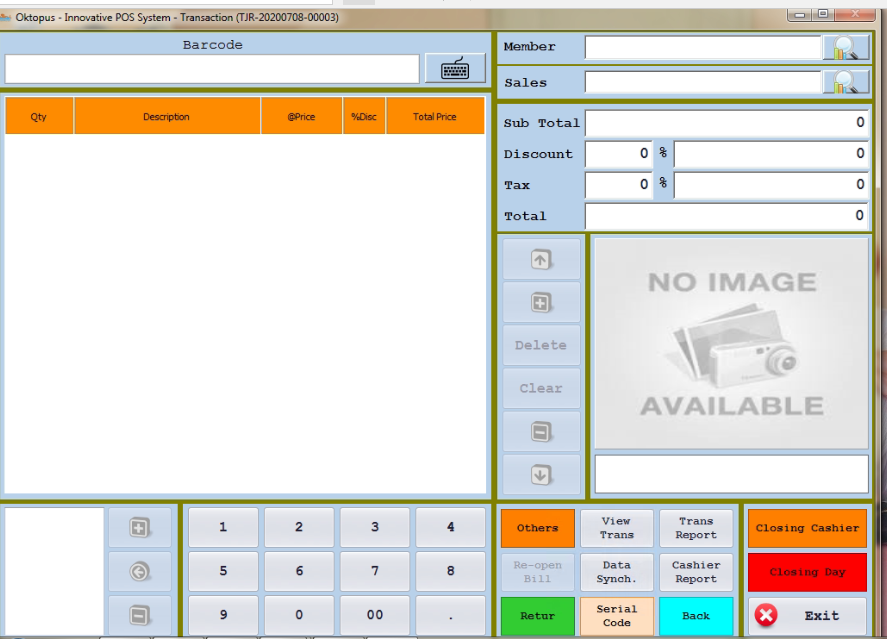 Oktopus - Innovative POS System - Transaction (TJR-20200708-00003)
Barcode
Member
Sales
Qty Description @Price %Disc Total Price
Sub Total 0
Discount 0 % 0
Tax 0 % 0
Total 0
Delete
Clear
NO IMAGE
AVAILABLE
1 2 3 4
5 6 7 8
9 0 00 .
Others
View
Trans
Trans
Report
Re-open
Bill
Data
Synch.
Cashier
Report
Retur
Serial
Code
Back
Closing Cashier
Closing Day
Exit